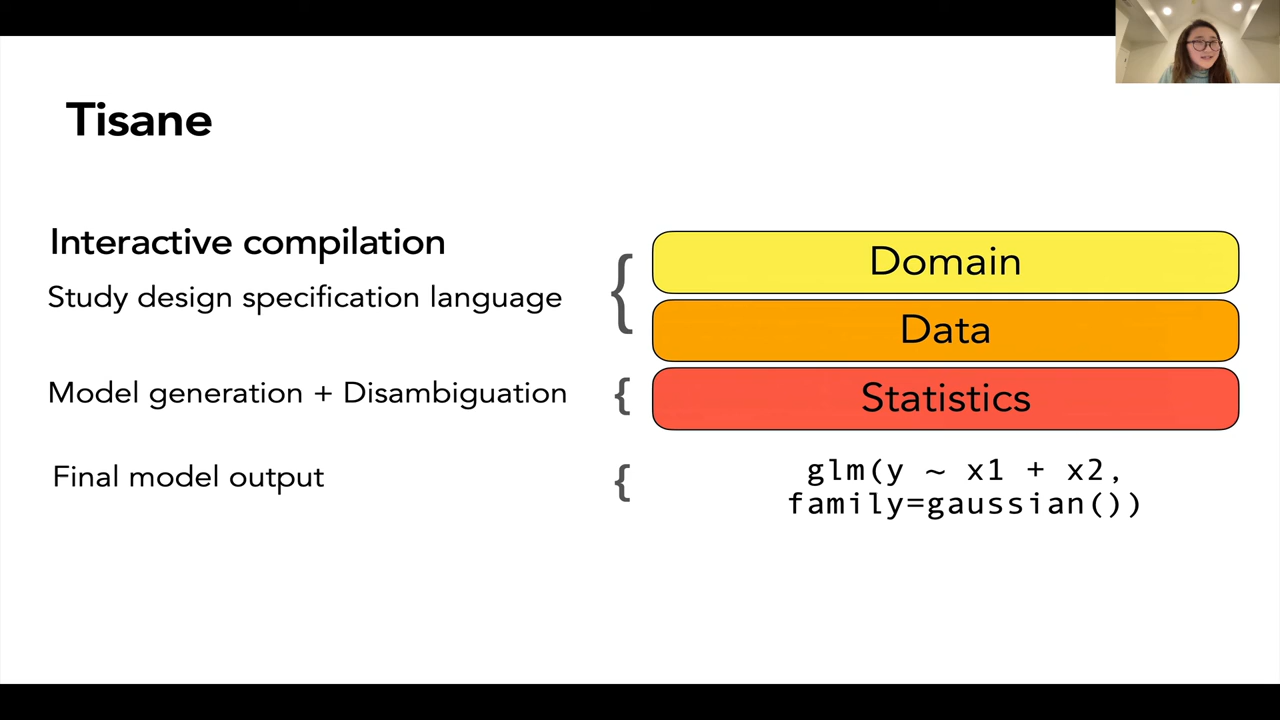 Tisane
Interactive compilation
Study design specification language
Domain
Data
Model generation + Disambiguation
Statistics
Final model output
glm(y ~ x1 + x2,
family=gaussian())